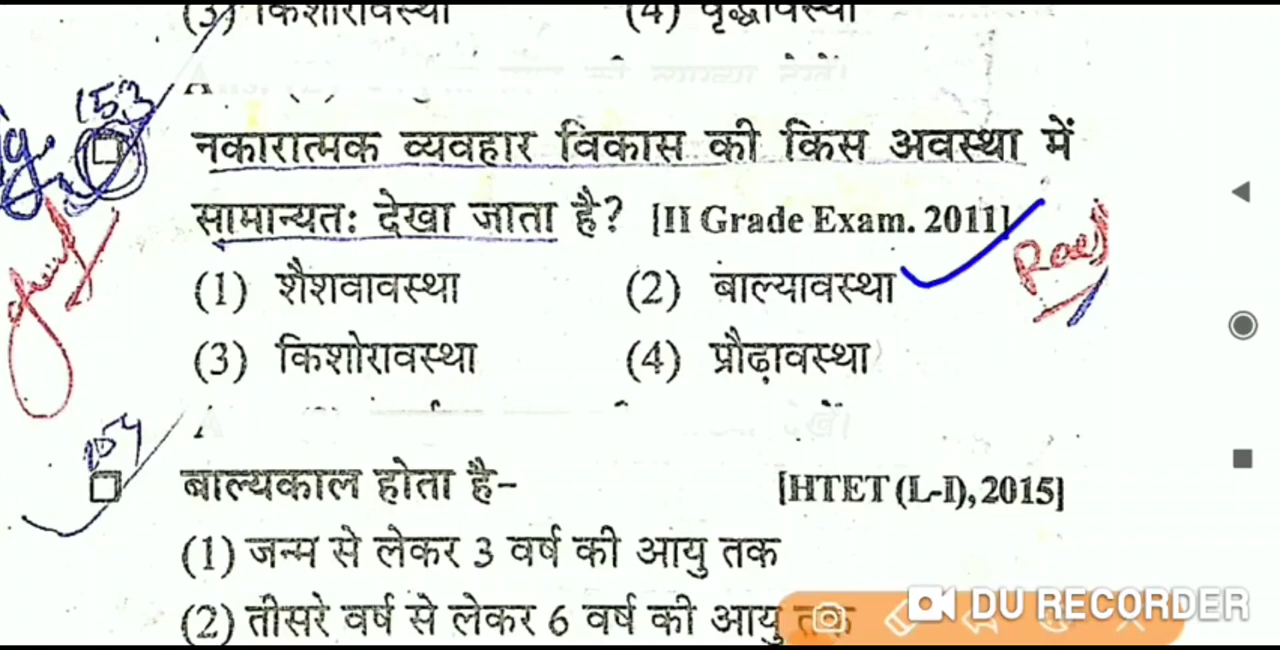 (3) किशोरावस्था (4) वृद्धावस्था
153
नकारात्मक व्यवहार विकास की किस अवस्था में
सामान्यतः देखा जाता है? [II Grade Exam. 2011]
(1) शैशवावस्था (2) बाल्यावस्था
(3) किशोरावस्था (4) प्रौढ़ावस्था
154
बाल्यकाल होता है- [HTET (L-I), 2015]
(1) जन्म से लेकर 3 वर्ष की आयु तक
(2) तीसरे वर्ष से लेकर 6 वर्ष की आयु तक
DU RECORDER